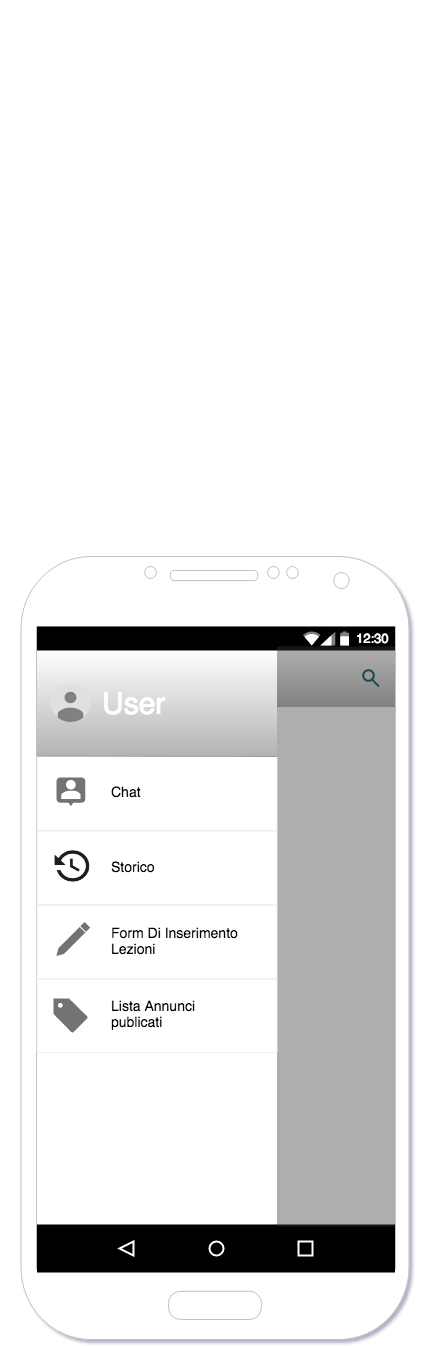 12:30
User
Chat
Storico
Form Di Inserimento
Lezioni
Lista Annunci
publicati